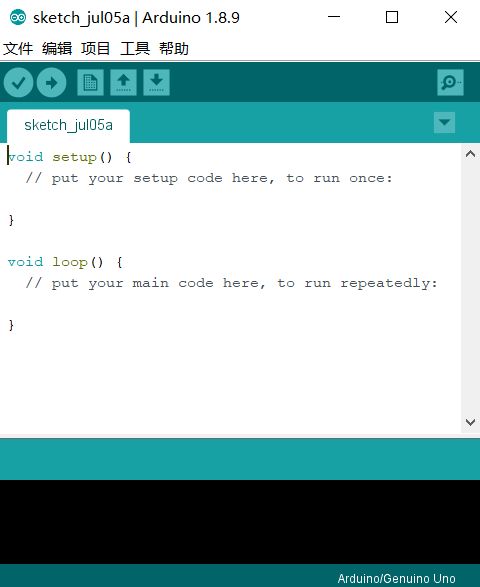 sketch_jul05a | Arduino 1.8.9
文件 编辑 项目 工具 帮助
sketch_jul05a
void setup() {
  // put your setup code here, to run once:
}
void loop() {
  // put your main code here, to run repeatedly:
}
Arduino/Genuino Uno